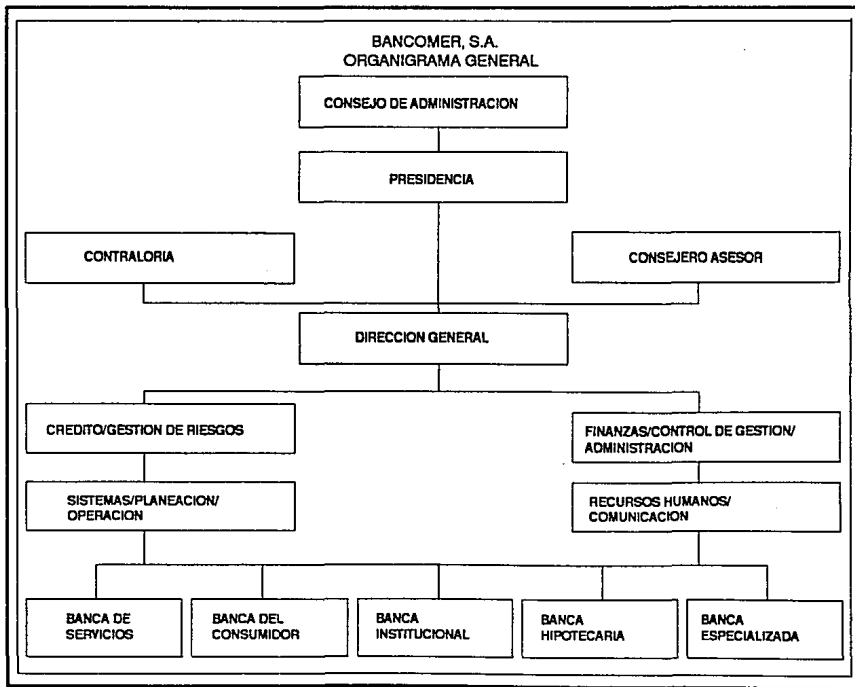 BANCOMER, S.A.
ORGANIGRAMA GENERAL
CONSEJO DE ADMINISTRACION
PRESIDENCIA
CONTRALORIA
CONSEJERO ASESOR
DIRECCION GENERAL
CREDITO/GESTION DE RIESGOS
FINANZAS/CONTROL DE GESTION/
ADMINISTRACION
SISTEMAS/PLANEACION/
OPERACION
RECURSOS HUMANOS/
COMUNICACION
BANCA DE
SERVICIOS
BANCA DEL
CONSUMIDOR
BANCA
INSTITUCIONAL
BANCA
HIPOTECARIA
BANCA
ESPECIALIZADA